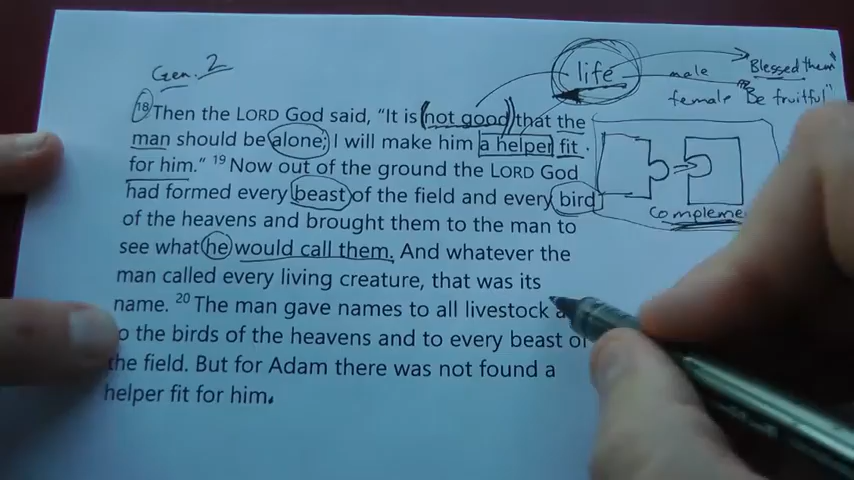 Gen. 2
life
Blessed them"
male
female "Be fruitful"
18 Then the LORD God said, "It is not good that the
man should be alone; I will make him a helper fit
for him." 19 Now out of the ground the LORD God
had formed every beast of the field and every bird
Compleme
of the heavens and brought them to the man to
see what he would call them. And whatever the
man called every living creature, that was its
name. 20 The man gave names to all livestock a
o the birds of the heavens and to every beast of
the field. But for Adam there was not found a
helper fit for him.